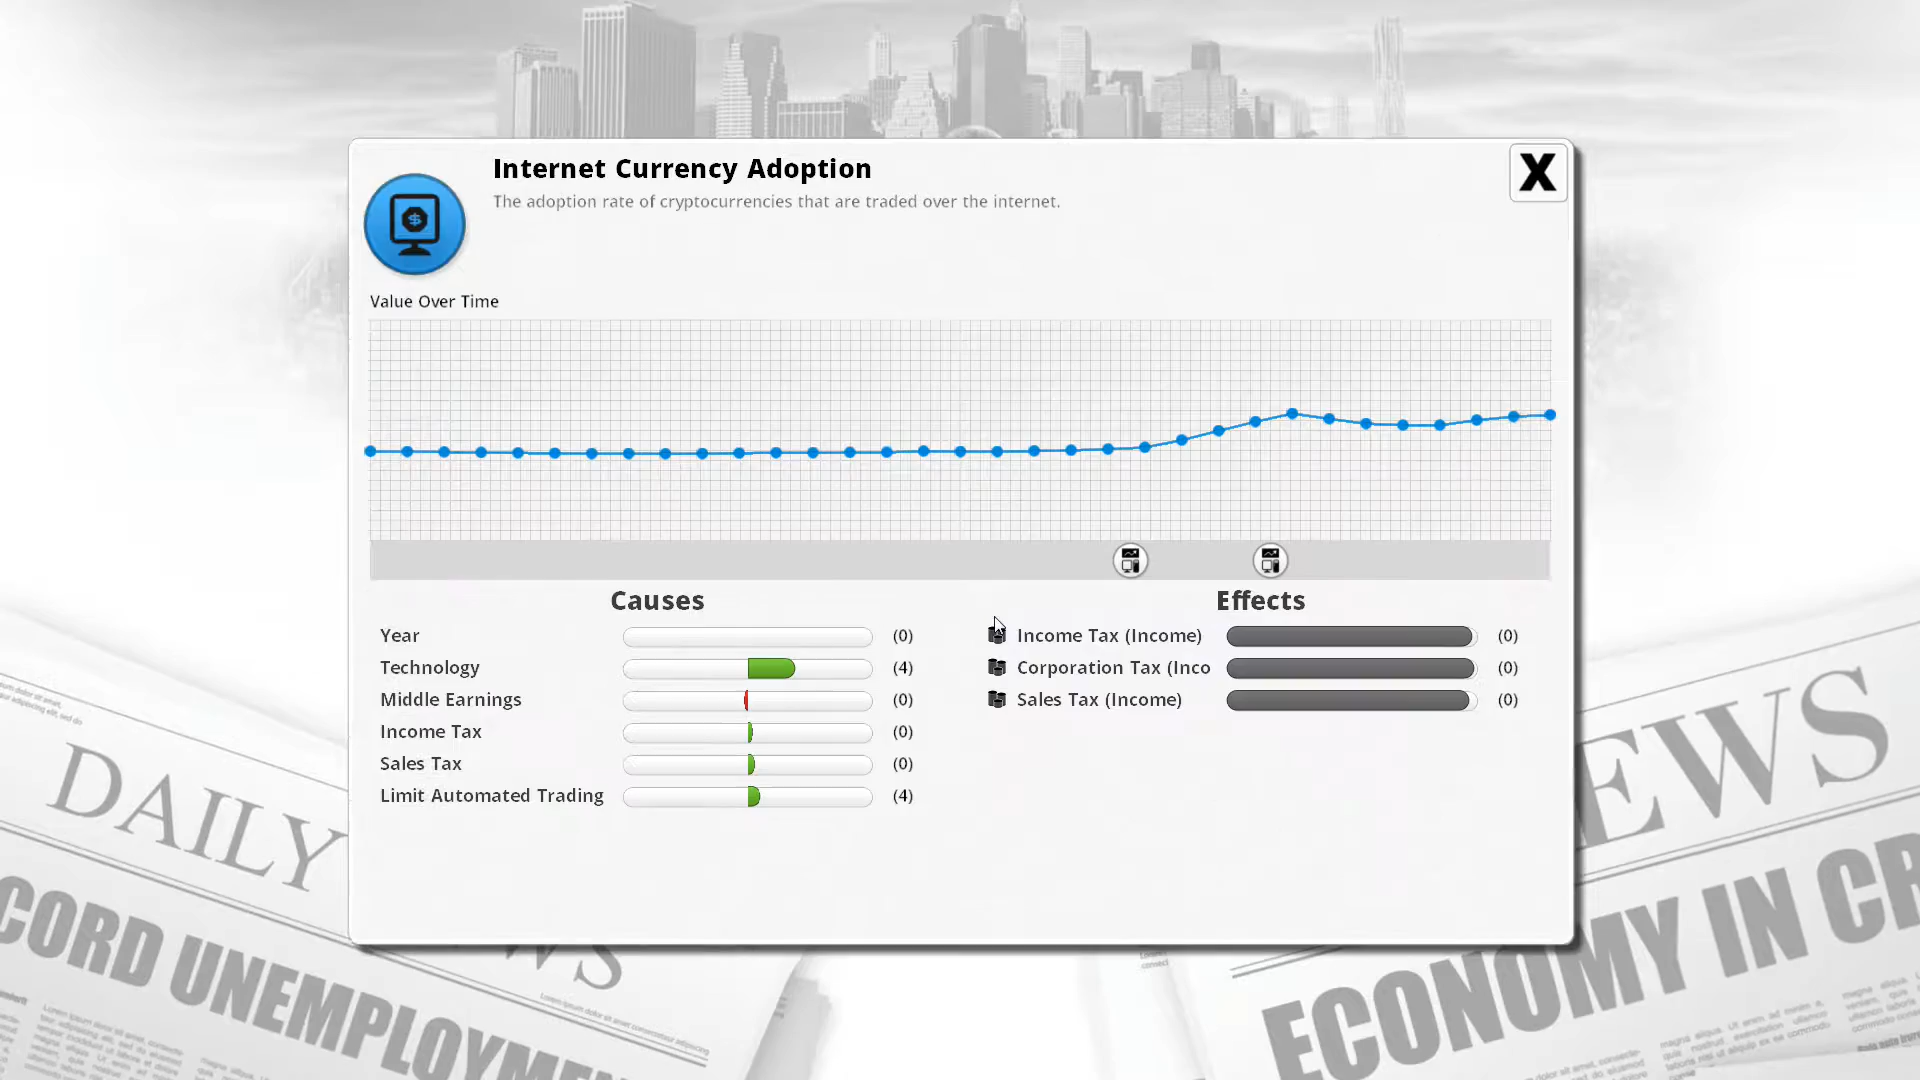 Internet Currency Adoption
X
The adoption rate of cryptocurrencies that are traded over the internet.
Value Over Time
Causes
Effects
Year (0)
Income Tax (Income) (0)
Technology (4)
Corporation Tax (Inco (0)
Middle Earnings (0)
Sales Tax (Income) (0)
Income Tax (0)
Sales Tax (0)
Limit Automated Trading (4)
DAILY
EWS
CORD UNEMPLOYMEN
WS
ECONOMY IN CR